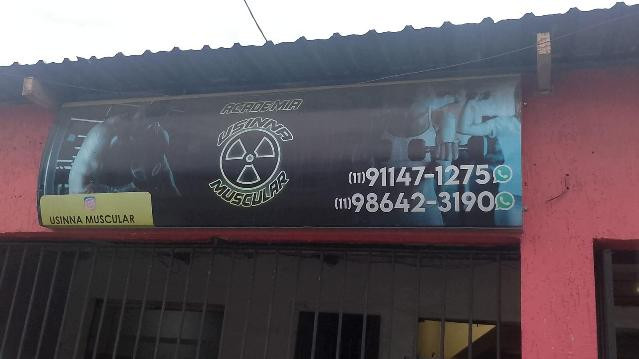 ACADEMIA
USINNA
MUSCULAR
(11)91147-1275
(11)98642-3190
USINNA MUSCULAR